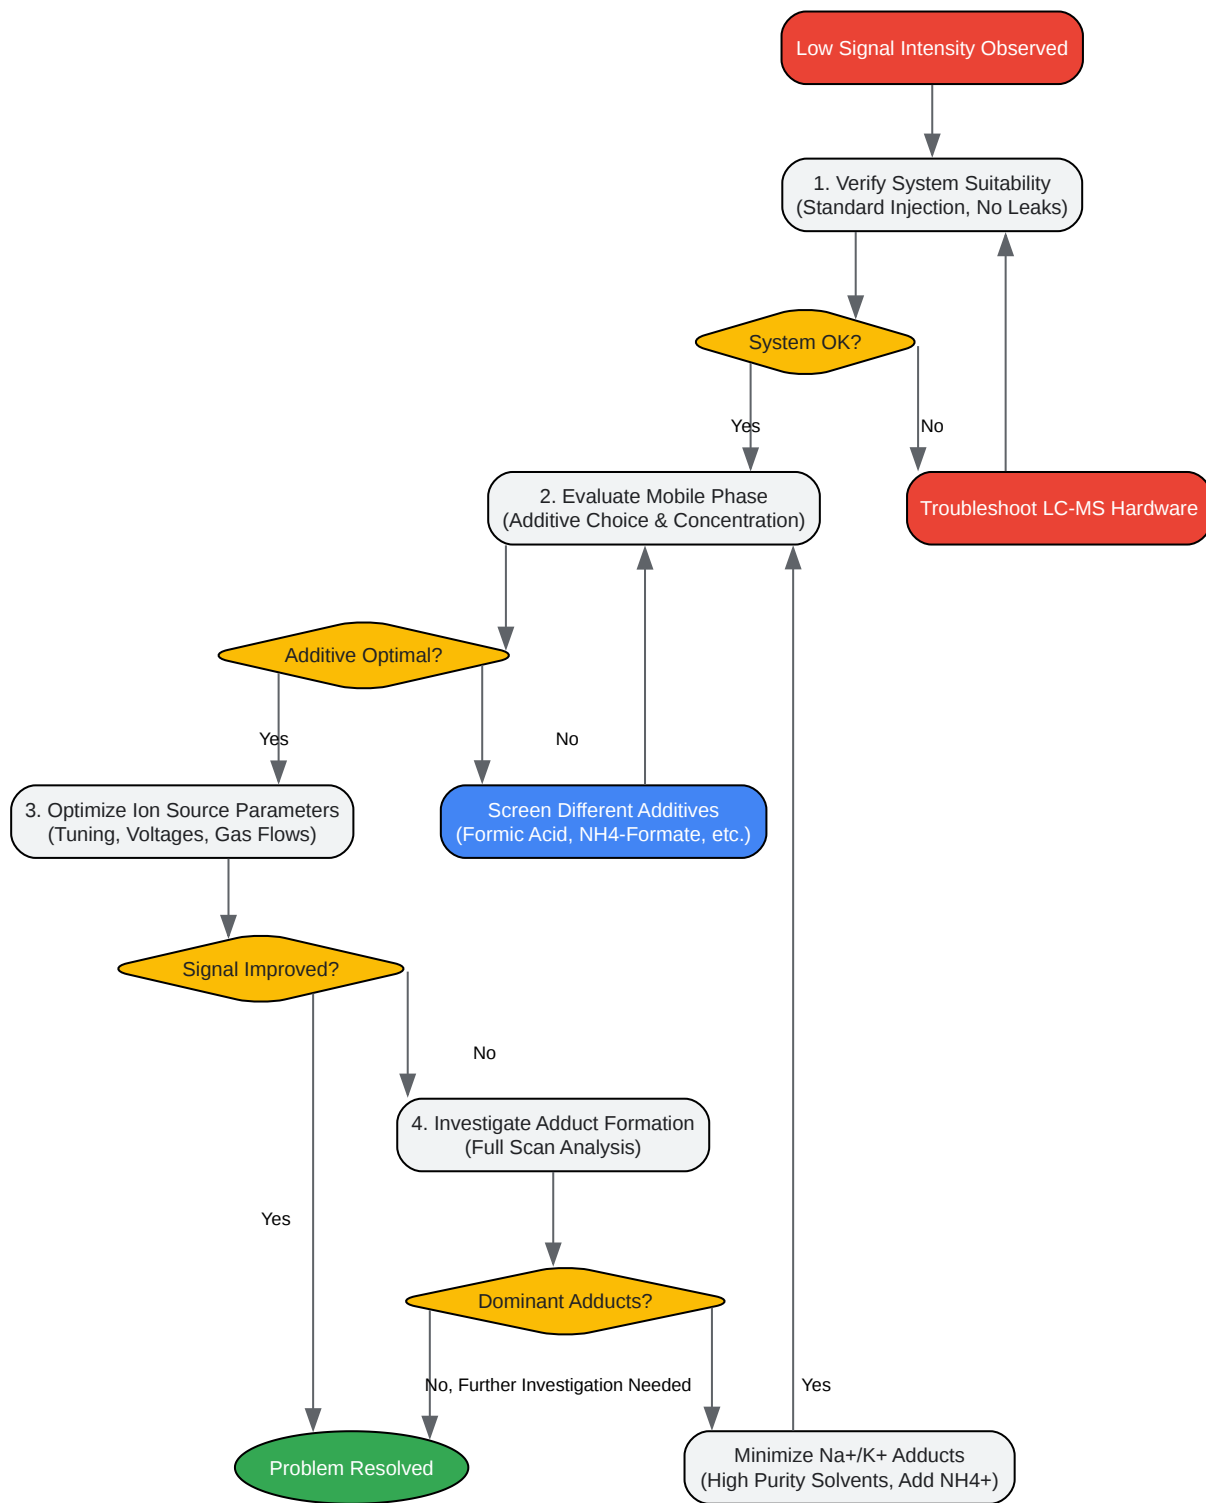 Low Signal Intensity Observed
1. Verify System Suitability
(Standard Injection, No Leaks)
System OK?
Yes
No
2. Evaluate Mobile Phase
(Additive Choice & Concentration)
Troubleshoot LC-MS Hardware
Additive Optimal?
Yes
No
3. Optimize Ion Source Parameters
(Tuning, Voltages, Gas Flows)
Screen Different Additives
(Formic Acid, NH4-Formate, etc.)
Signal Improved?
No
4. Investigate Adduct Formation
(Full Scan Analysis)
Yes
Dominant Adducts?
No, Further Investigation Needed
Yes
Problem Resolved
Minimize Na+/K+ Adducts
(High Purity Solvents, Add NH4+)